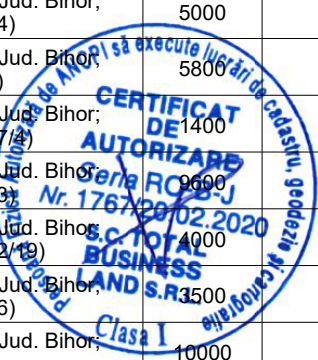 Jud. Bihor;
4)
5000
Jud. Bihor;
)
5800
Jud. Bihor;
7/4)
1400
Jud. Bihor;
3)
9600
Jud. Bihor;
2/19)
4000
Jud. Bihor;
6)
3500
Jud. Bihor;
10000
de ANCPI să execute lucrări de cadastru, geodezie și cartografie
CERTIFICAT
DE
AUTORIZARE
Seria RO-B-J
Nr. 1767/20.02.2020
S.C. TOTAL
BUSINESS
LAND S.R.L.
Clasa I